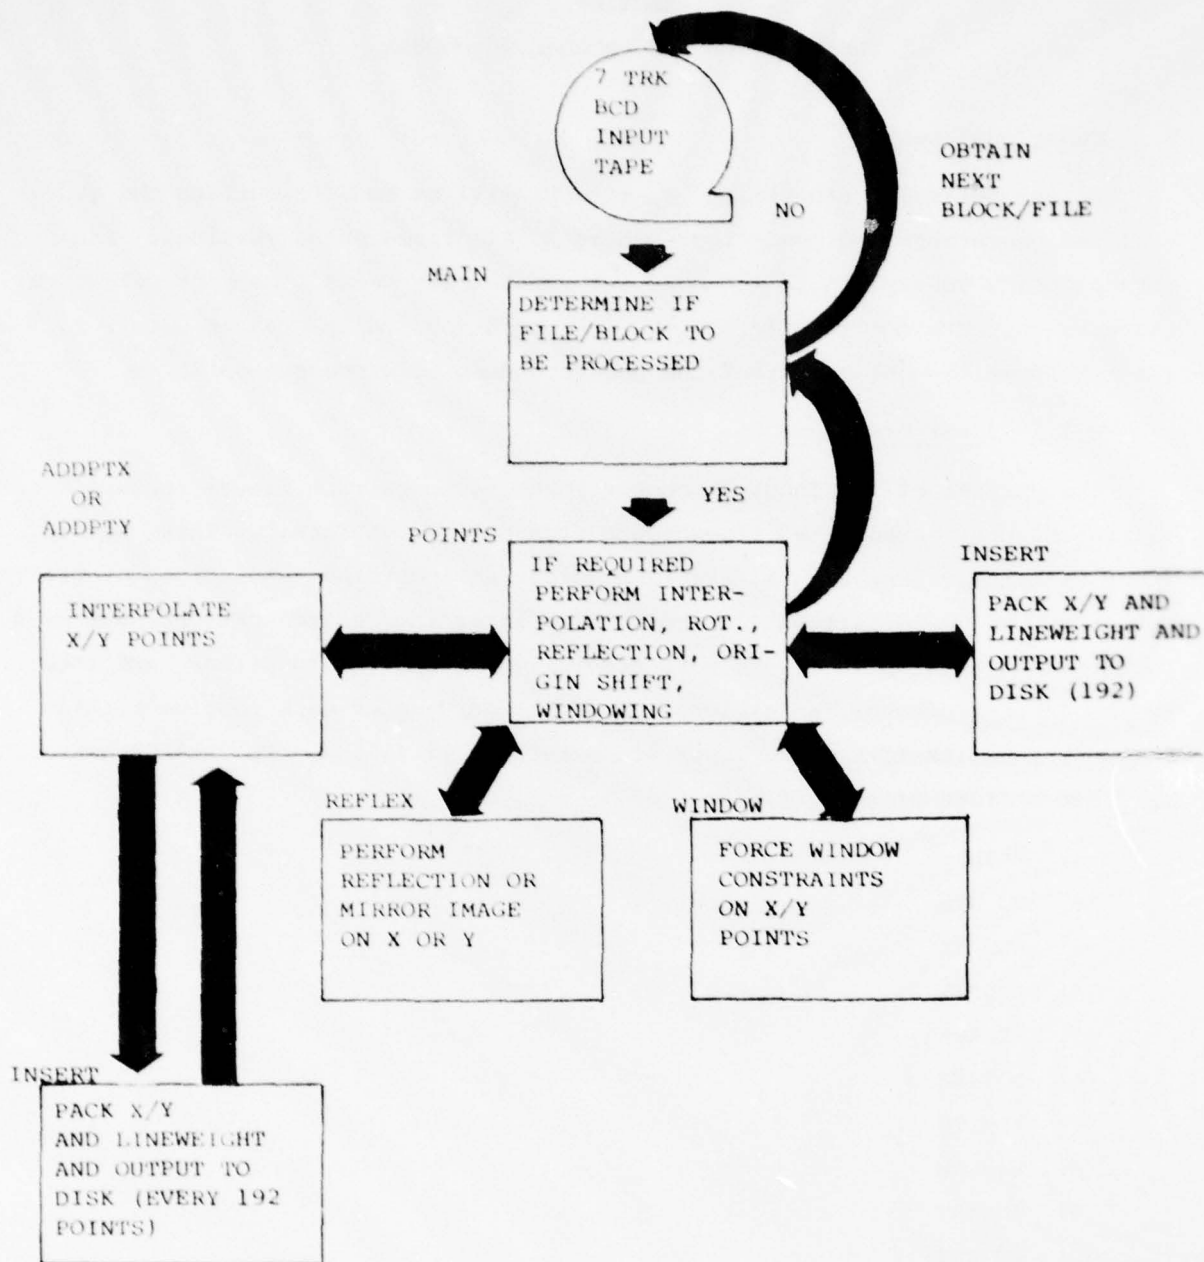 7 TRK
BCD
INPUT
TAPE
OBTAIN
NEXT
BLOCK/FILE
NO
MAIN
DETERMINE IF
FILE/BLOCK TO
BE PROCESSED
YES
ADDPTX
OR
ADDPTY
INTERPOLATE
X/Y POINTS
POINTS
IF REQUIRED
PERFORM INTER-
POLATION, ROT.,
REFLECTION, ORI-
GIN SHIFT,
WINDOWING
INSERT
PACK X/Y AND
LINEWEIGHT AND
OUTPUT TO
DISK (192)
REFLEX
PERFORM
REFLECTION OR
MIRROR IMAGE
ON X OR Y
WINDOW
FORCE WINDOW
CONSTRAINTS
ON X/Y
POINTS
INSERT
PACK X/Y
AND LINEWEIGHT
AND OUTPUT TO
DISK (EVERY 192
POINTS)